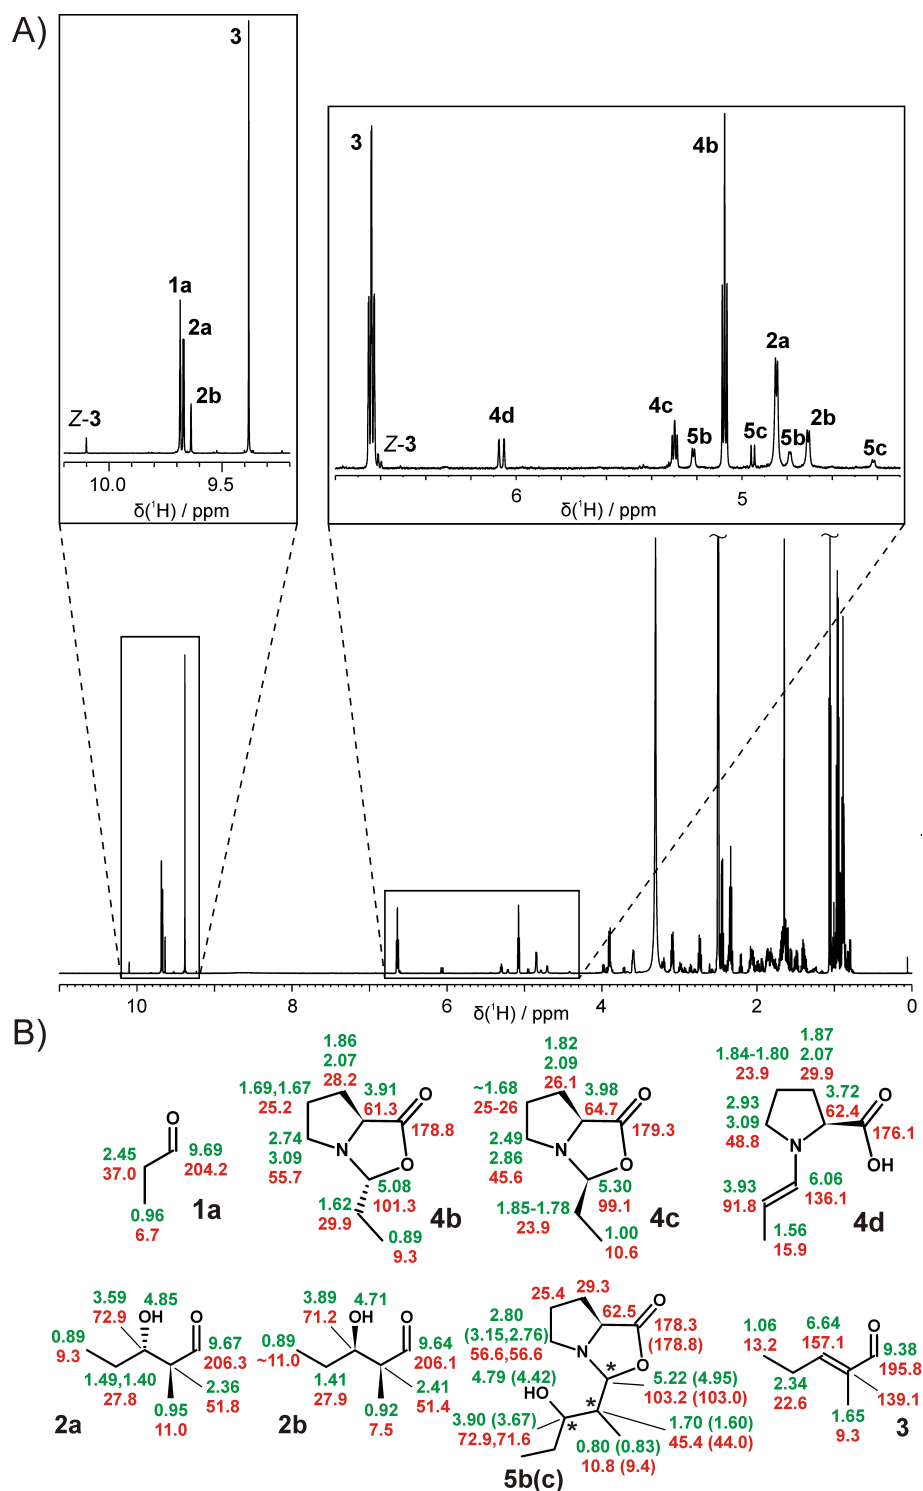 A)
3
1a
2a
2b
Z-3
10.0 9.5
δ(¹H) / ppm
3
4b
2a
4d
4c
5b
5c
5b
2b
5c
Z-3
6 5
δ(¹H) / ppm
~ ~
10 8 6 4 2 0
δ(¹H) / ppm
B)
2.45
37.0
O
9.69
204.2
0.96
6.7
1a
1.86
2.07
28.2
1.69,1.67
25.2
3.91
61.3
O
178.8
2.74
3.09
55.7
N
O
5.08
101.3
1.62
29.9
0.89
9.3
4b
1.82
2.09
26.1
~1.68
25-26
3.98
64.7
O
179.3
2.49
2.86
45.6
N
O
5.30
99.1
1.85-1.78
23.9
1.00
10.6
4c
1.87
2.07
29.9
1.84-1.80
23.9
3.72
62.4
O
176.1
OH
2.93
3.09
48.8
N
3.93
91.8
6.06
136.1
1.56
15.9
4d
3.59
72.9
4.85
OH
O
0.89
9.3
9.67
206.3
1.49,1.40
27.8
2.36
51.8
0.95
11.0
2a
3.89
71.2
4.71
OH
O
0.89
~11.0
9.64
206.1
1.41
27.9
2.41
51.4
0.92
7.5
2b
25.4
29.3
62.5
O
178.3
(178.8)
2.80
(3.15,2.76)
56.6,56.6
N
O
4.79 (4.42)
HO
*
5.22 (4.95)
103.2 (103.0)
3.90 (3.67)
72.9,71.6
*
*
1.70 (1.60)
45.4 (44.0)
0.80 (0.83)
10.8 (9.4)
5b(c)
1.06
13.2
6.64
157.1
O
9.38
195.8
2.34
22.6
139.1
1.65
9.3
3